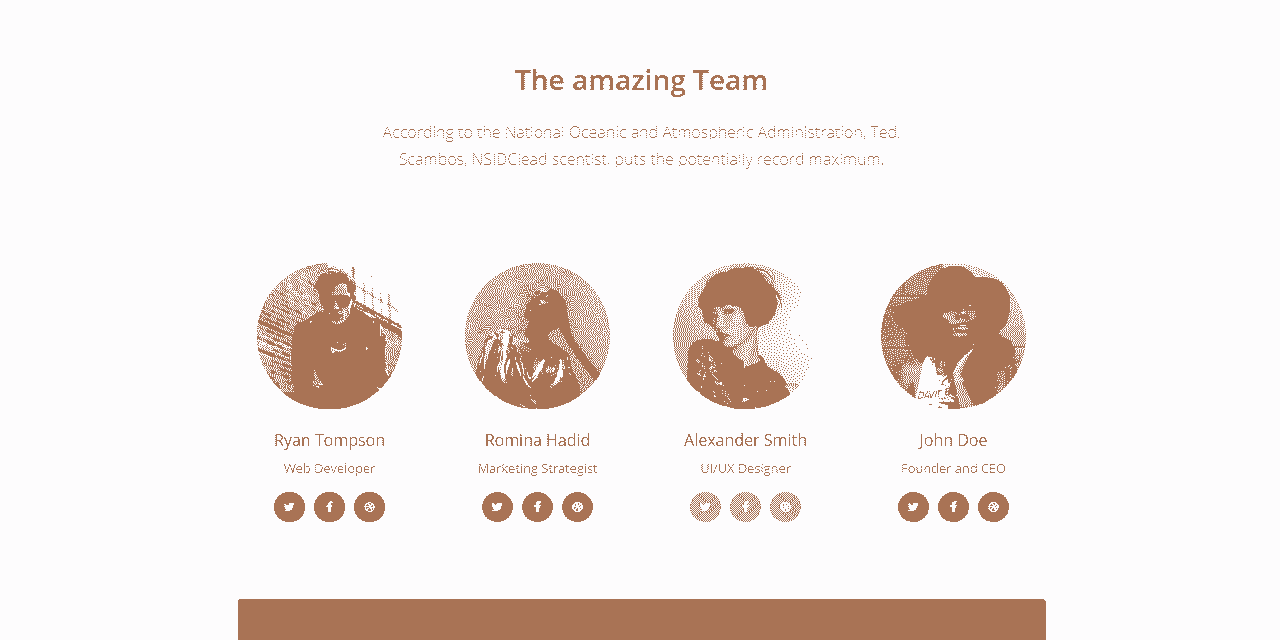 The amazing Team
According to the National Oceanic and Atmospheric Administration, Ted,
Scambos, NSIDClead scentist, puts the potentially record maximum.
Ryan Tompson
Romina Hadid
Alexander Smith
John Doe
Web Developer
Marketing Strategist
UI/UX Designer
Founder and CEO